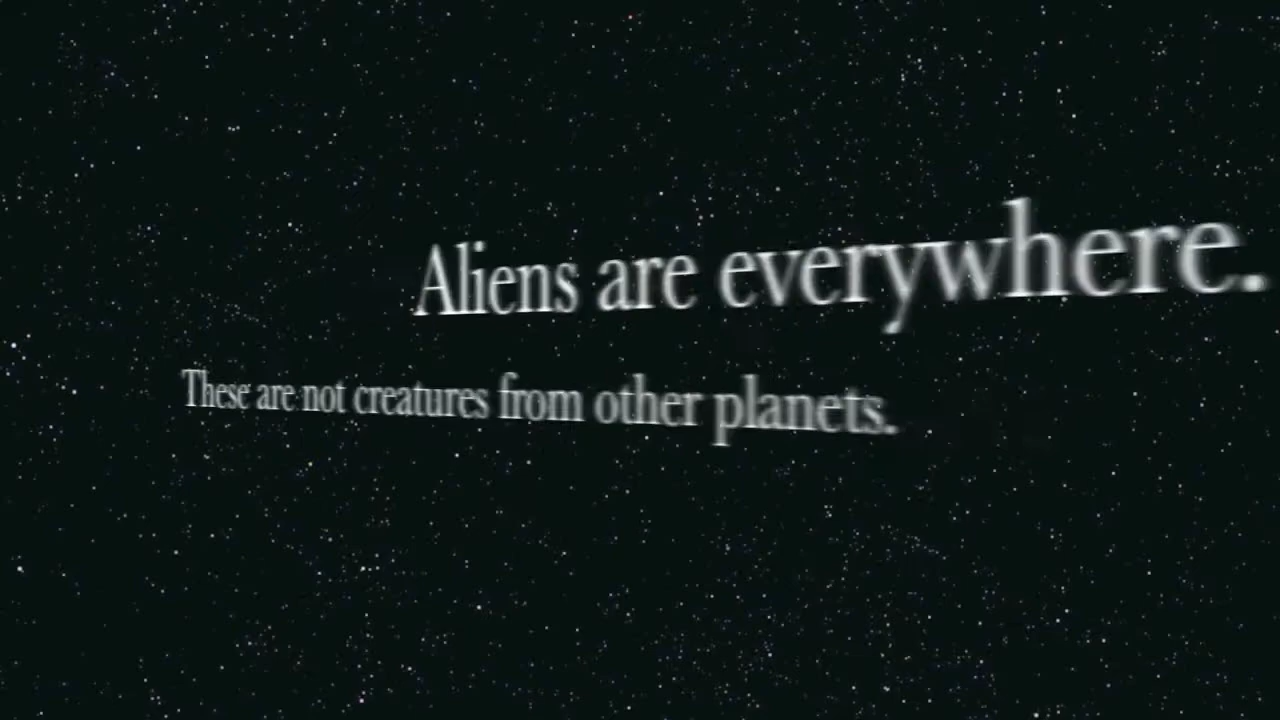 Aliens are everywhere.
These are not creatures from other planets.